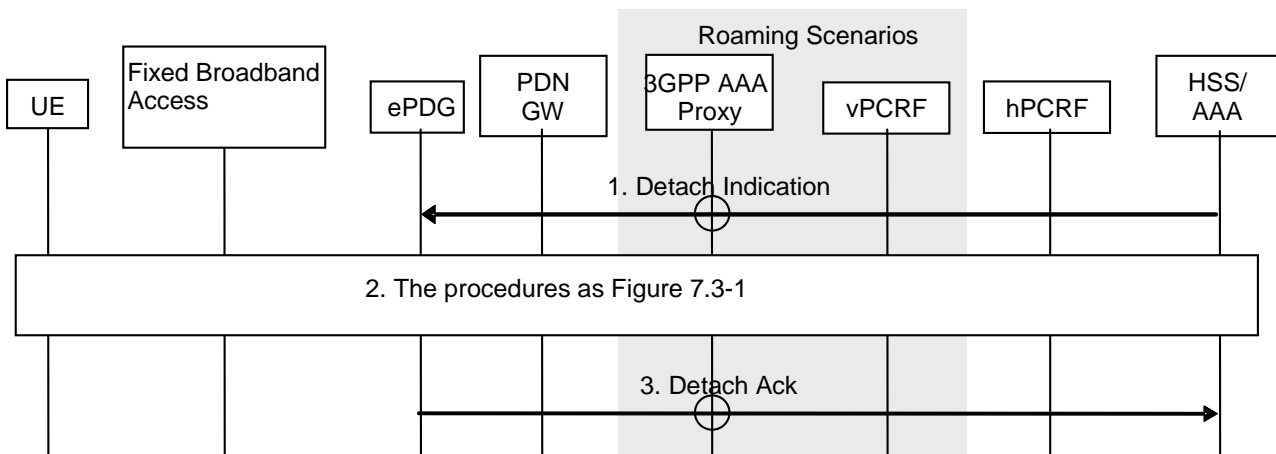 Roaming Scenarios
UE
Fixed Broadband
Access
ePDG
PDN
GW
3GPP AAA
Proxy
vPCRF
hPCRF
HSS/
AAA
1. Detach Indication
2. The procedures as Figure 7.3-1
3. Detach Ack